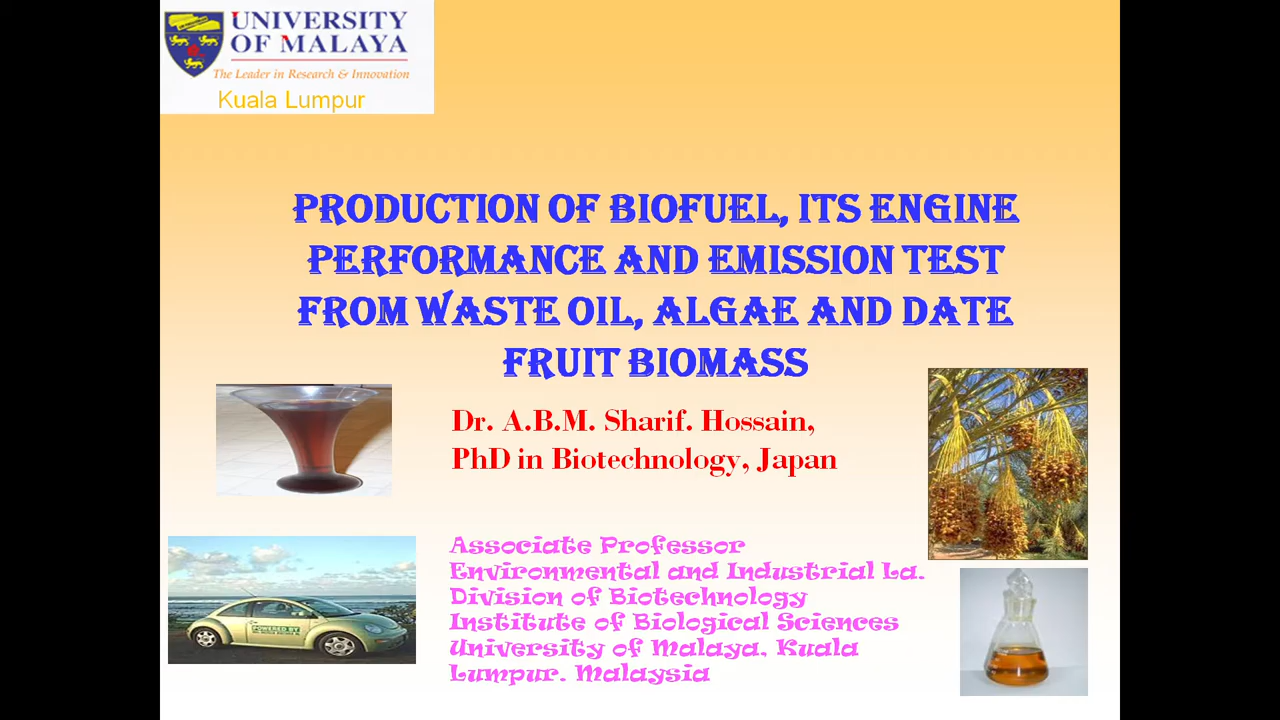 UNIVERSITY
OF MALAYA
The Leader in Research & Innovation
Kuala Lumpur
PRODUCTION OF BIOFUEL, ITS ENGINE
PERFORMANCE AND EMISSION TEST
FROM WASTE OIL, ALGAE AND DATE
FRUIT BIOMASS
Dr. A.B.M. Sharif. Hossain,
PhD in Biotechnology, Japan
Associate Professor
Environmental and Industrial La.
Division of Biotechnology
Institute of Biological Sciences
University of Malaya, Kuala
Lumpur. Malaysia
POWERED BY